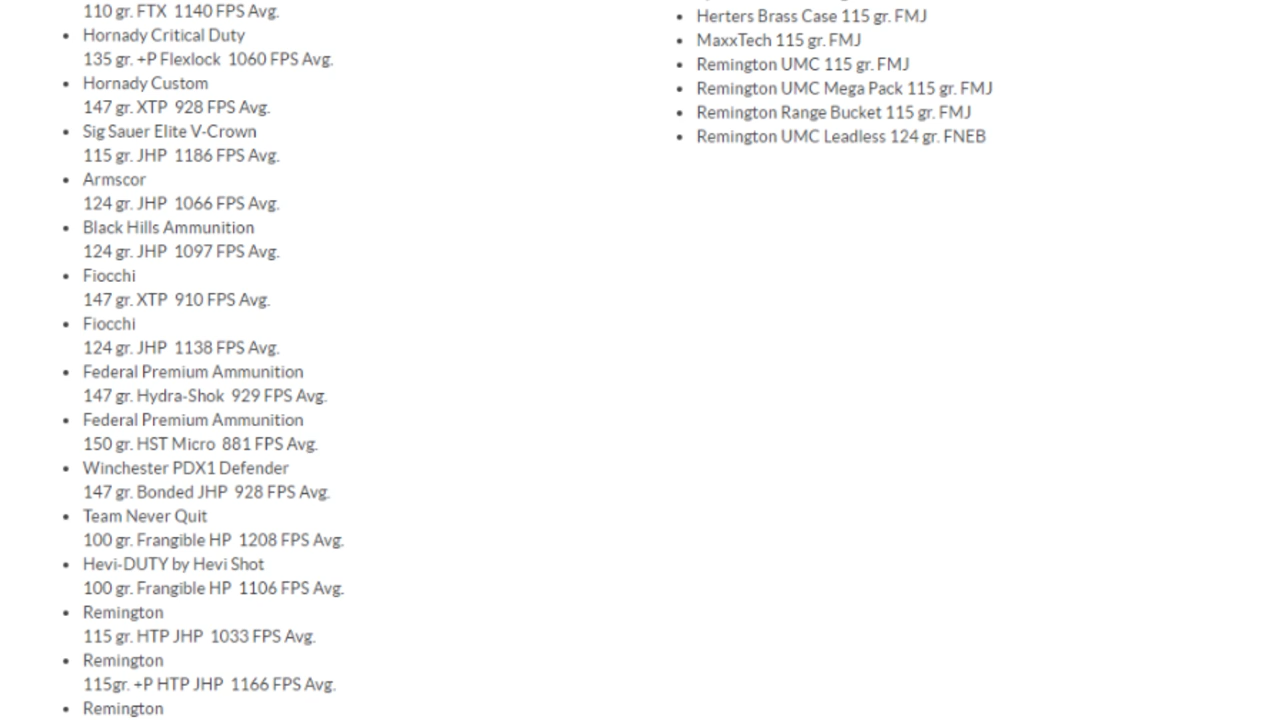 110 gr. FTX 1140 FPS Avg.
Hornady Critical Duty
135 gr. +P Flexlock 1060 FPS Avg.
Hornady Custom
147 gr. XTP 928 FPS Avg.
Sig Sauer Elite V-Crown
115 gr. JHP 1186 FPS Avg.
Armscor
124 gr. JHP 1066 FPS Avg.
Black Hills Ammunition
124 gr. JHP 1097 FPS Avg.
Fiocchi
147 gr. XTP 910 FPS Avg.
Fiocchi
124 gr. JHP 1138 FPS Avg.
Federal Premium Ammunition
147 gr. Hydra-Shok 929 FPS Avg.
Federal Premium Ammunition
150 gr. HST Micro 881 FPS Avg.
Winchester PDX1 Defender
147 gr. Bonded JHP 928 FPS Avg.
Team Never Quit
100 gr. Frangible HP 1208 FPS Avg.
Hevi-DUTY by Hevi Shot
100 gr. Frangible HP 1106 FPS Avg.
Remington
115 gr. HTP JHP 1033 FPS Avg.
Remington
115gr. +P HTP JHP 1166 FPS Avg.
Remington
Herters Brass Case 115 gr. FMJ
MaxxTech 115 gr. FMJ
Remington UMC 115 gr. FMJ
Remington UMC Mega Pack 115 gr. FMJ
Remington Range Bucket 115 gr. FMJ
Remington UMC Leadless 124 gr. FNEB